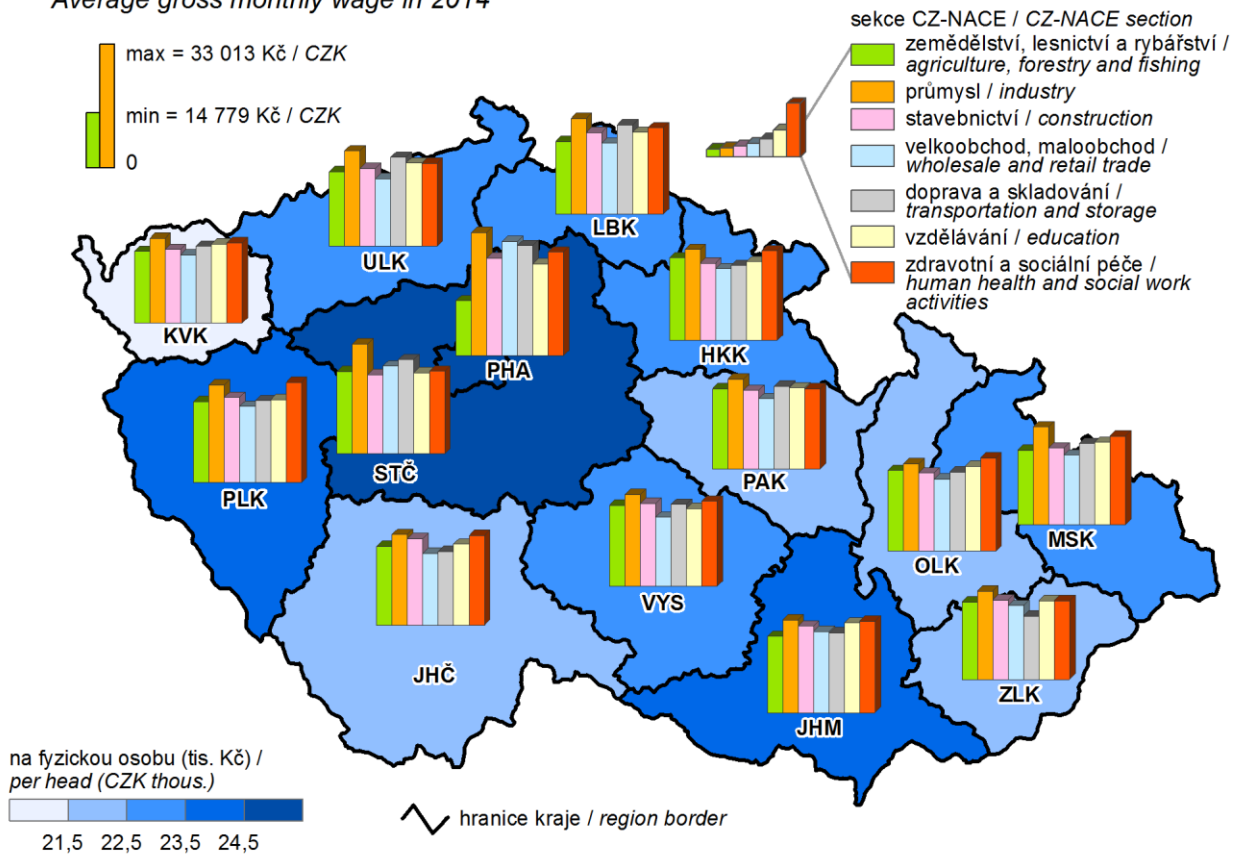 Average gross monthly wage in 2014
max = 33 013 Kč / CZK
min = 14 779 Kč / CZK
0
sekce CZ-NACE / CZ-NACE section
zemědělství, lesnictví a rybářství /
agriculture, forestry and fishing
průmysl / industry
stavebnictví / construction
velkoobchod, maloobchod /
wholesale and retail trade
doprava a skladování /
transportation and storage
vzdělávání / education
zdravotní a sociální péče /
human health and social work
activities
LBK
ULK
KVK
PHA
HKK
STČ
PLK
PAK
MSK
OLK
VYS
JHČ
ZLK
JHM
na fyzickou osobu (tis. Kč) /
per head (CZK thous.)
21,5 22,5 23,5 24,5
hranice kraje / region border